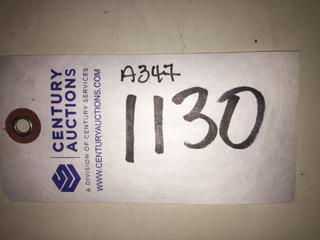 CENTURY
AUCTIONS
A DIVISION OF CENTURY SERVICES
WWW.CENTURYAUCTIONS.COM
A347
1130